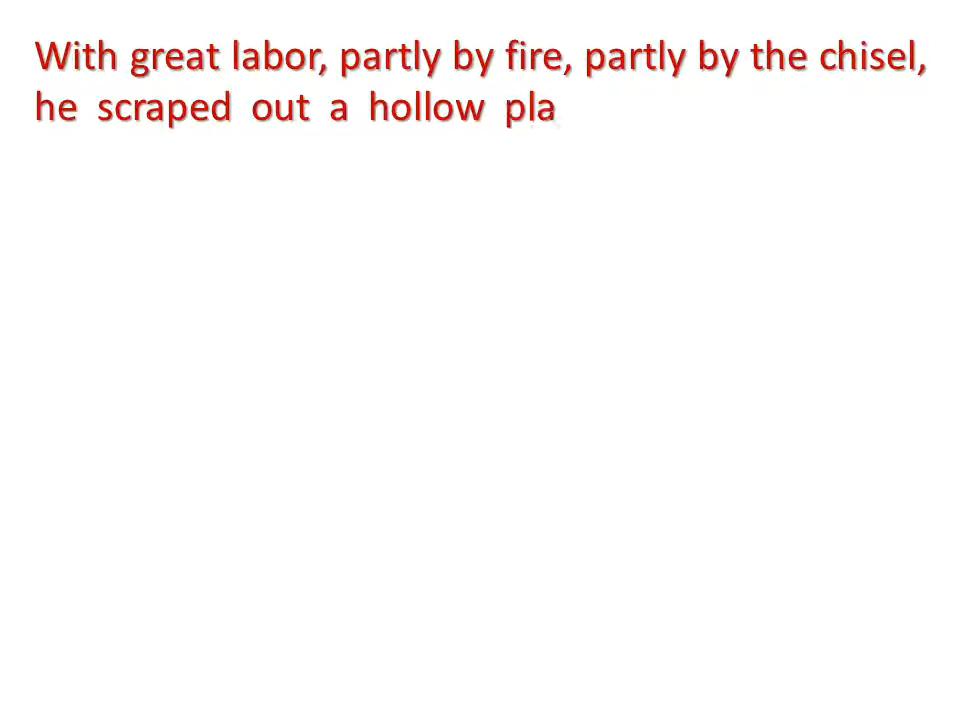 With great labor, partly by fire, partly by the chisel,
he scraped out a hollow pla